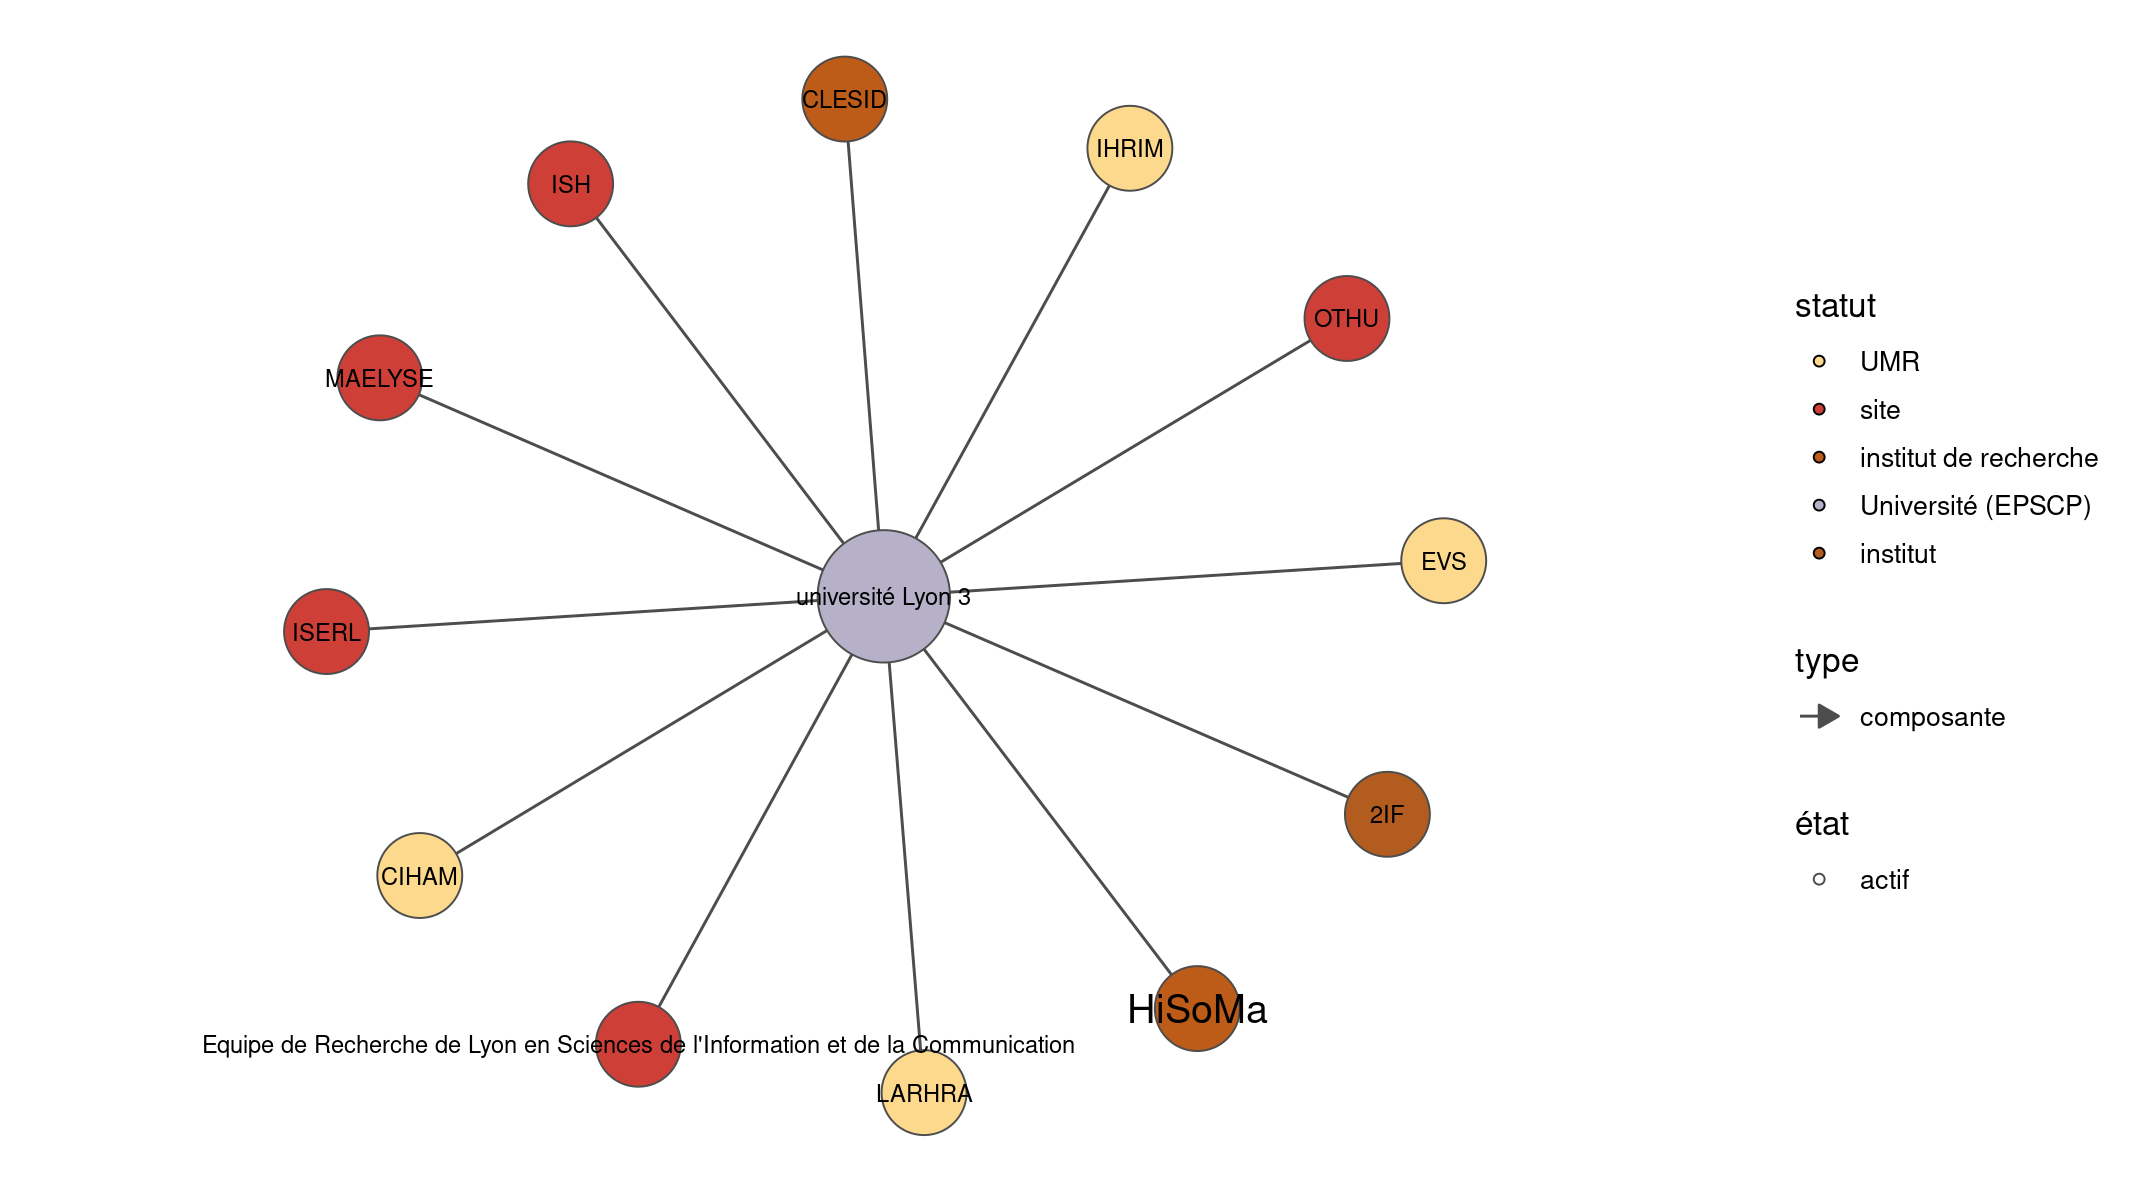 CLESID
IHRIM
ISH
OTHU
MAELYSE
EVS
université Lyon 3
ISERL
2IF
CIHAM
HiSoMa
Equipe de Recherche de Lyon en Sciences de l'Information et de la Communication
LARHRA
statut
UMR
site
institut de recherche
Université (EPSCP)
institut
type
composante
état
actif